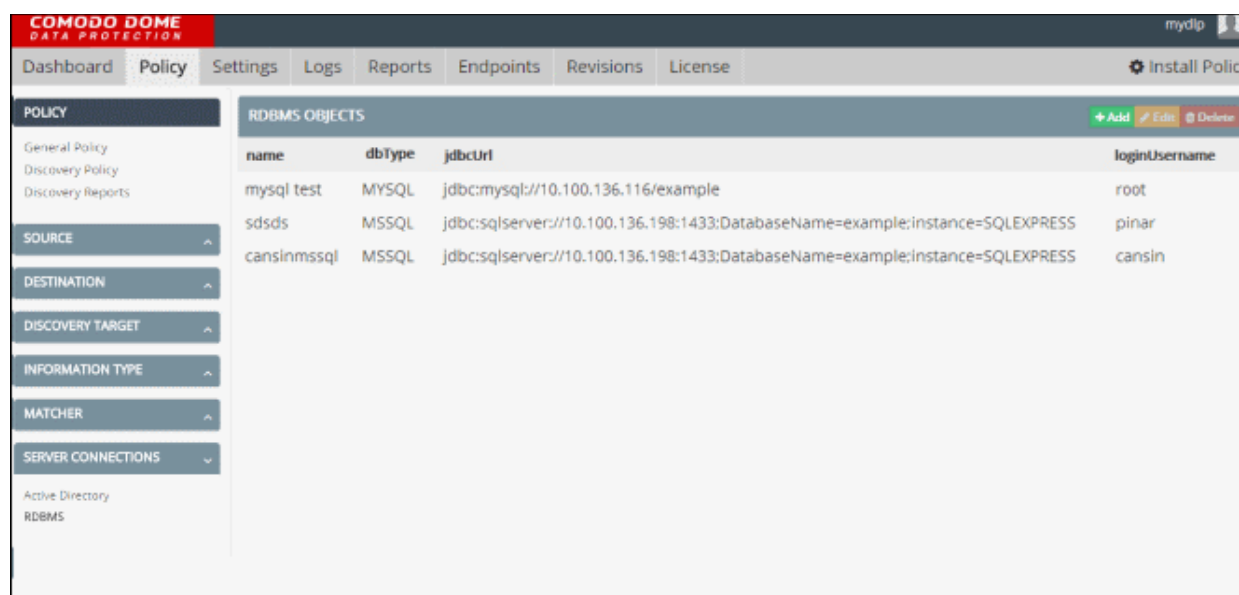 COMODO DOME
DATA PROTECTION
mydlp
Dashboard Policy Settings Logs Reports Endpoints Revisions License Install Polic
POLICY
General Policy
Discovery Policy
Discovery Reports
SOURCE
DESTINATION
DISCOVERY TARGET
INFORMATION TYPE
MATCHER
SERVER CONNECTIONS
Active Directory
RDBMS
RDBMS OBJECTS +Add Edit Delete
name dbType jdbcUrl loginUsername
mysql test MYSQL jdbc:mysql://10.100.136.116/example root
sdsds MSSQL jdbc:sqlserver://10.100.136.198:1433;DatabaseName=example;instance=SQLEXPRESS pinar
cansinmssql MSSQL jdbc:sqlserver://10.100.136.198:1433;DatabaseName=example;instance=SQLEXPRESS cansin